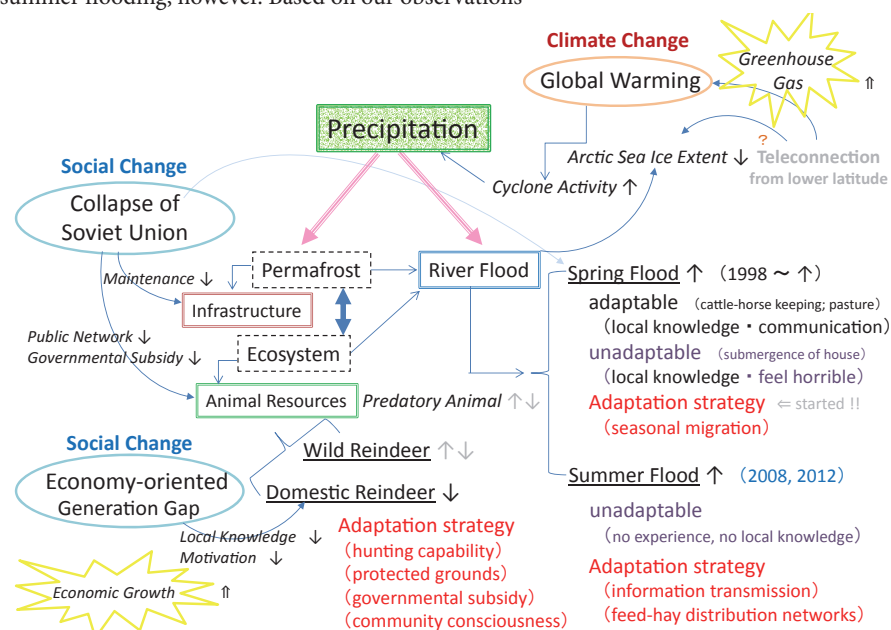 summer flooding, however. Based on our observations
Climate Change
Global Warming
Greenhouse
Gas ⇑
Precipitation
Arctic Sea Ice Extent ↓
?
Teleconnection
from lower latitude
Cyclone Activity ↑
Social Change
Collapse of
Soviet Union
Maintenance ↓
Permafrost
River Flood
Infrastructure
Public Network ↓
Governmental Subsidy ↓
Ecosystem
Animal Resources
Predatory Animal ↑↓
Spring Flood ↑ (1998 ~ ↑)
adaptable (cattle-horse keeping; pasture)
(local knowledge・communication)
unadaptable (submergence of house)
(local knowledge・feel horrible)
Adaptation strategy ⇐ started !!
(seasonal migration)
Social Change
Economy-oriented
Generation Gap
Wild Reindeer ↑↓
Domestic Reindeer ↓
Local Knowledge ↓
Motivation ↓
Economic Growth ⇑
Adaptation strategy
(hunting capability)
(protected grounds)
(governmental subsidy)
(community consciousness)
Summer Flood ↑ (2008, 2012)
unadaptable
(no experience, no local knowledge)
Adaptation strategy
(information transmission)
(feed-hay distribution networks)